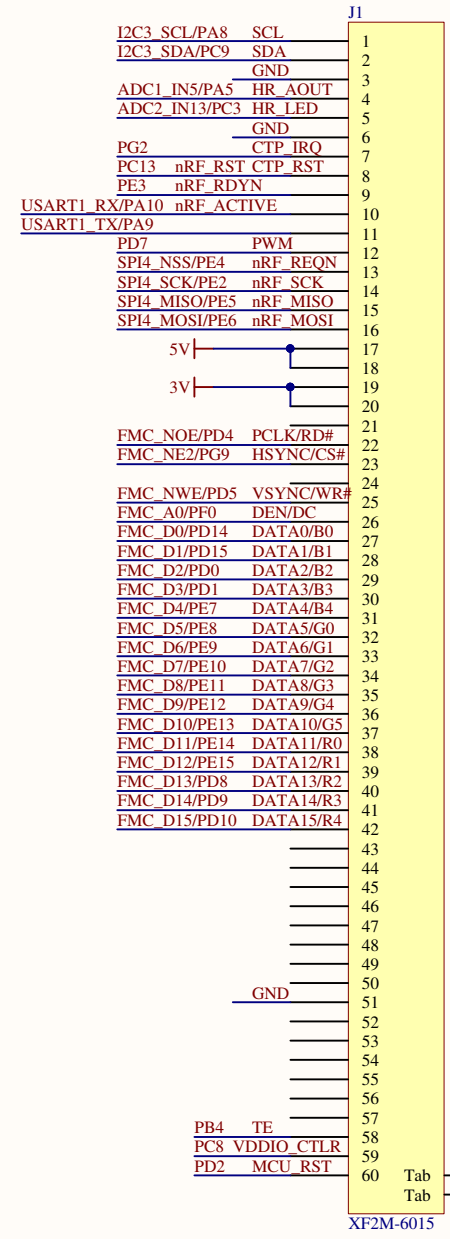 J1
I2C3_SCL/PA8 SCL 1
I2C3_SDA/PC9 SDA 2
GND 3
ADC1_IN5/PA5 HR_AOUT 4
ADC2_IN13/PC3 HR_LED 5
GND 6
PG2 CTP_IRQ 7
PC13 nRF_RST CTP_RST 8
PE3 nRF_RDYN 9
USART1_RX/PA10 nRF_ACTIVE 10
USART1_TX/PA9 11
PD7 PWM 12
SPI4_NSS/PE4 nRF_REQN 13
SPI4_SCK/PE2 nRF_SCK 14
SPI4_MISO/PE5 nRF_MISO 15
SPI4_MOSI/PE6 nRF_MOSI 16
5V 17
18
3V 19
20
21
FMC_NOE/PD4 PCLK/RD# 22
FMC_NE2/PG9 HSYNC/CS# 23
24
FMC_NWE/PD5 VSYNC/WR# 25
FMC_A0/PF0 DEN/DC 26
FMC_D0/PD14 DATA0/B0 27
FMC_D1/PD15 DATA1/B1 28
FMC_D2/PD0 DATA2/B2 29
FMC_D3/PD1 DATA3/B3 30
FMC_D4/PE7 DATA4/B4 31
FMC_D5/PE8 DATA5/G0 32
FMC_D6/PE9 DATA6/G1 33
FMC_D7/PE10 DATA7/G2 34
FMC_D8/PE11 DATA8/G3 35
FMC_D9/PE12 DATA9/G4 36
FMC_D10/PE13 DATA10/G5 37
FMC_D11/PE14 DATA11/R0 38
FMC_D12/PE15 DATA12/R1 39
FMC_D13/PD8 DATA13/R2 40
FMC_D14/PD9 DATA14/R3 41
FMC_D15/PD10 DATA15/R4 42
43
44
45
46
47
48
49
50
GND 51
52
53
54
55
56
57
PB4 TE 58
PC8 VDDIO_CTLR 59
PD2 MCU_RST 60 Tab
Tab
XF2M-6015